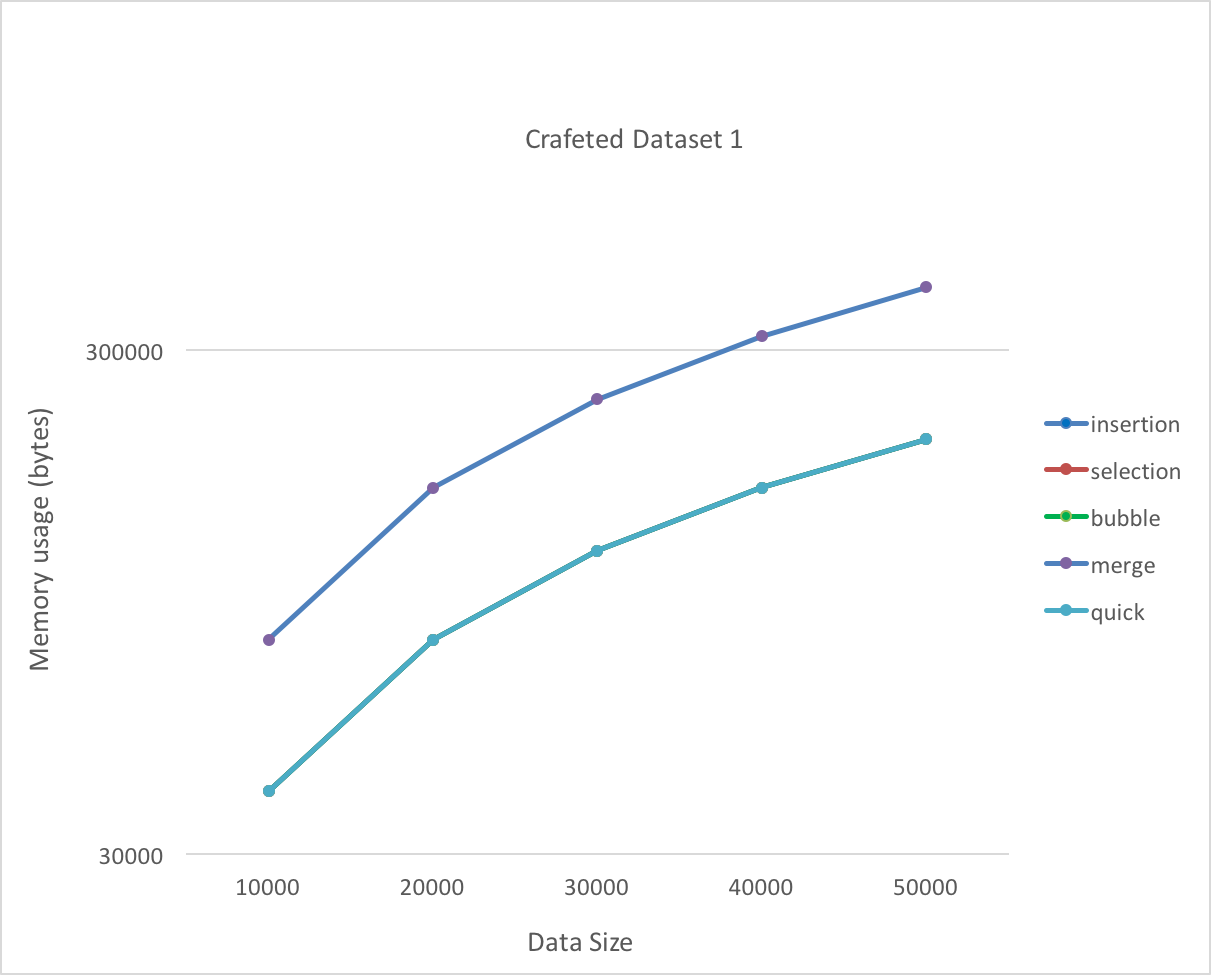 Crafeted Dataset 1
300000
30000
Memory usage (bytes)
10000 20000 30000 40000 50000
Data Size
insertion
selection
bubble
merge
quick